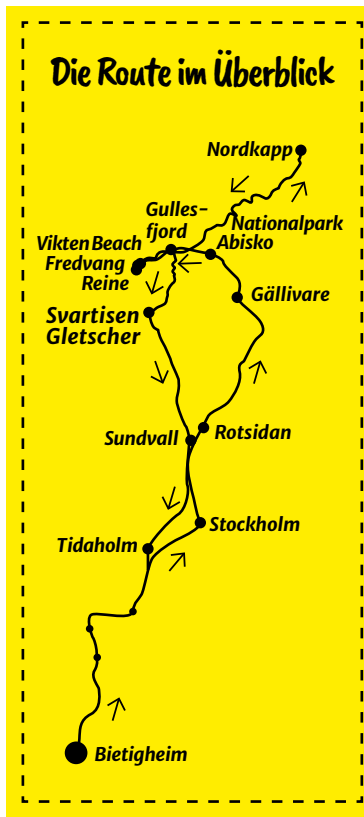 Die Route im Überblick
Nordkapp
Gulles-
fjord
Nationalpark
Abisko
Vikten Beach
Fredvang
Reine
Gällivare
Svartisen
Gletscher
Sundvall
Rotsidan
Stockholm
Tidaholm
Bietigheim